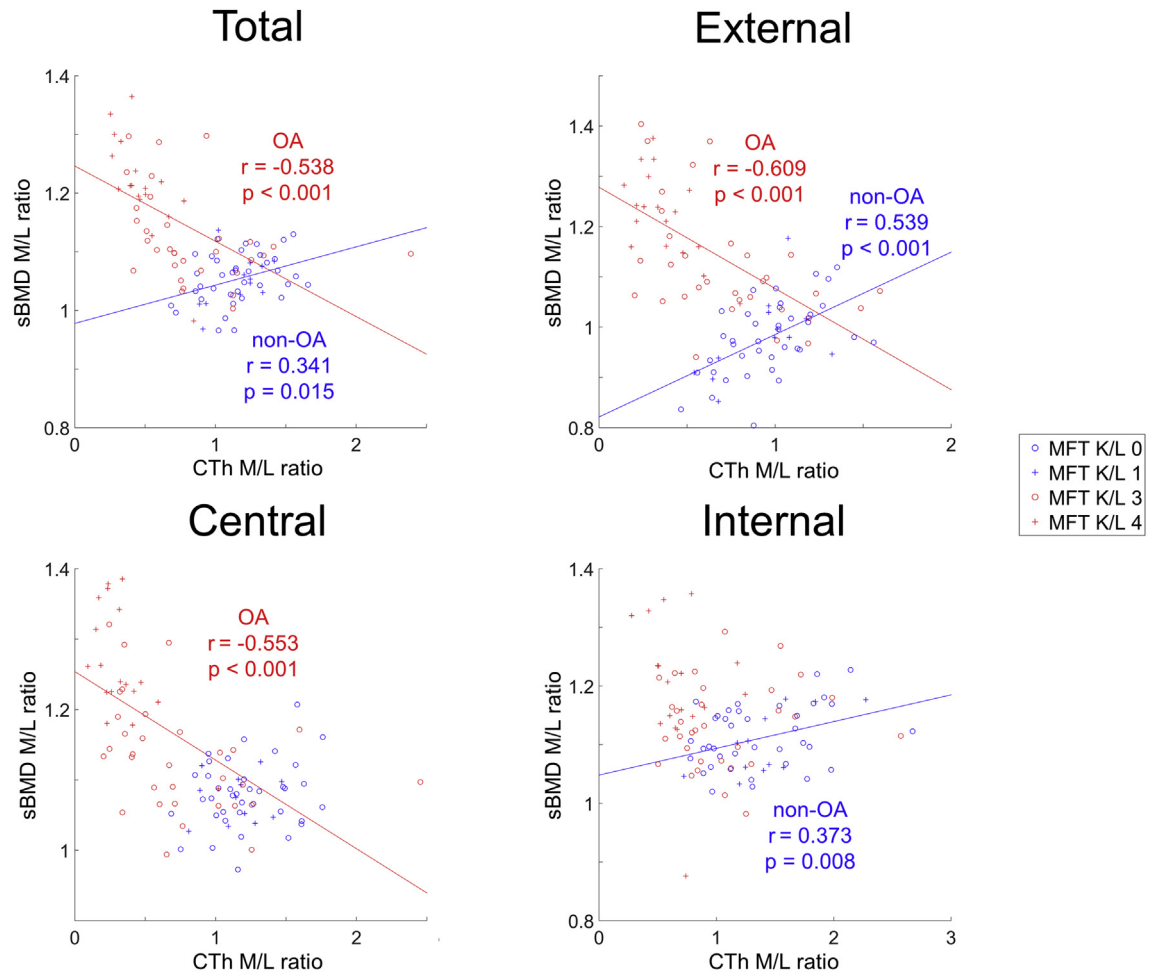 Total
1.4
1.2
1
0.8
0
1
2
sBMD M/L ratio
CTh M/L ratio
OA
r = -0.538
p < 0.001
non-OA
r = 0.341
p = 0.015
External
1.4
1.2
1
0.8
0
1
2
sBMD M/L ratio
CTh M/L ratio
OA
r = -0.609
p < 0.001
non-OA
r = 0.539
p < 0.001
MFT K/L 0
MFT K/L 1
MFT K/L 3
MFT K/L 4
Central
1.4
1.2
1
0
1
2
sBMD M/L ratio
CTh M/L ratio
OA
r = -0.553
p < 0.001
Internal
1.4
1.2
1
0.8
0
1
2
3
sBMD M/L ratio
CTh M/L ratio
non-OA
r = 0.373
p = 0.008